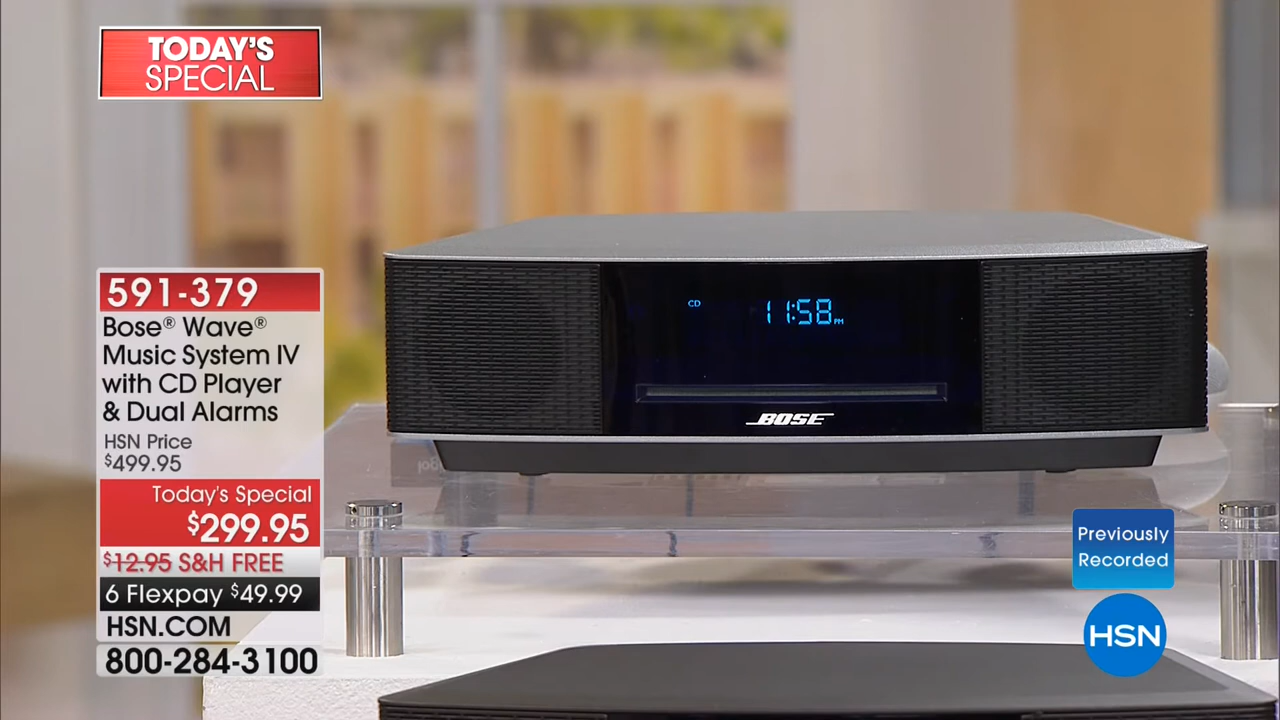 TODAY'S
SPECIAL
591-379
Bose® Wave®
Music System IV
with CD Player
& Dual Alarms
HSN Price
$499.95
Today's Special
$299.95
$12.95 S&H FREE
6 Flexpay $49.99
HSN.COM
800-284-3100
CD 11:58 PM
BOSE
Previously
Recorded
HSN